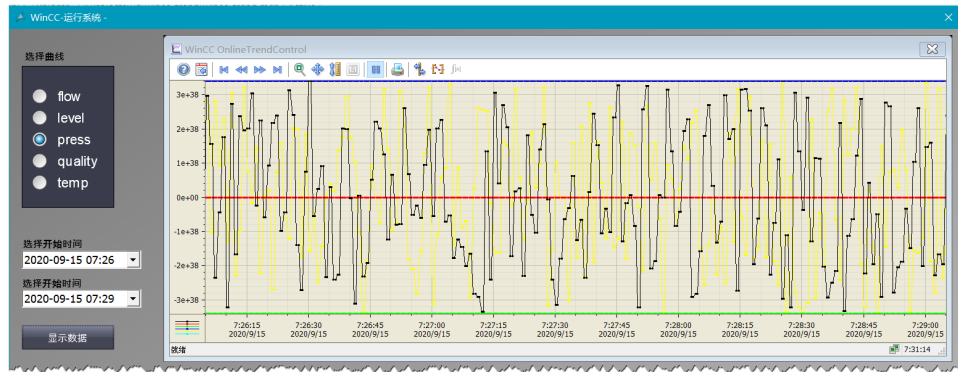 WinCC-运行系统 -
选择曲线
flow
level
press
quality
temp
选择开始时间
2020-09-15 07:26
选择开始时间
2020-09-15 07:29
显示数据
WinCC OnlineTrendControl
3e+38
2e+38
1e+38
0e+00
-1e+38
-2e+38
-3e+38
7:26:15 7:26:30 7:26:45 7:27:00 7:27:15 7:27:30 7:27:45 7:28:00 7:28:15 7:28:30 7:28:45 7:29:00
2020/9/15 2020/9/15 2020/9/15 2020/9/15 2020/9/15 2020/9/15 2020/9/15 2020/9/15 2020/9/15 2020/9/15 2020/9/15 2020/9/15
就绪 7:31:14